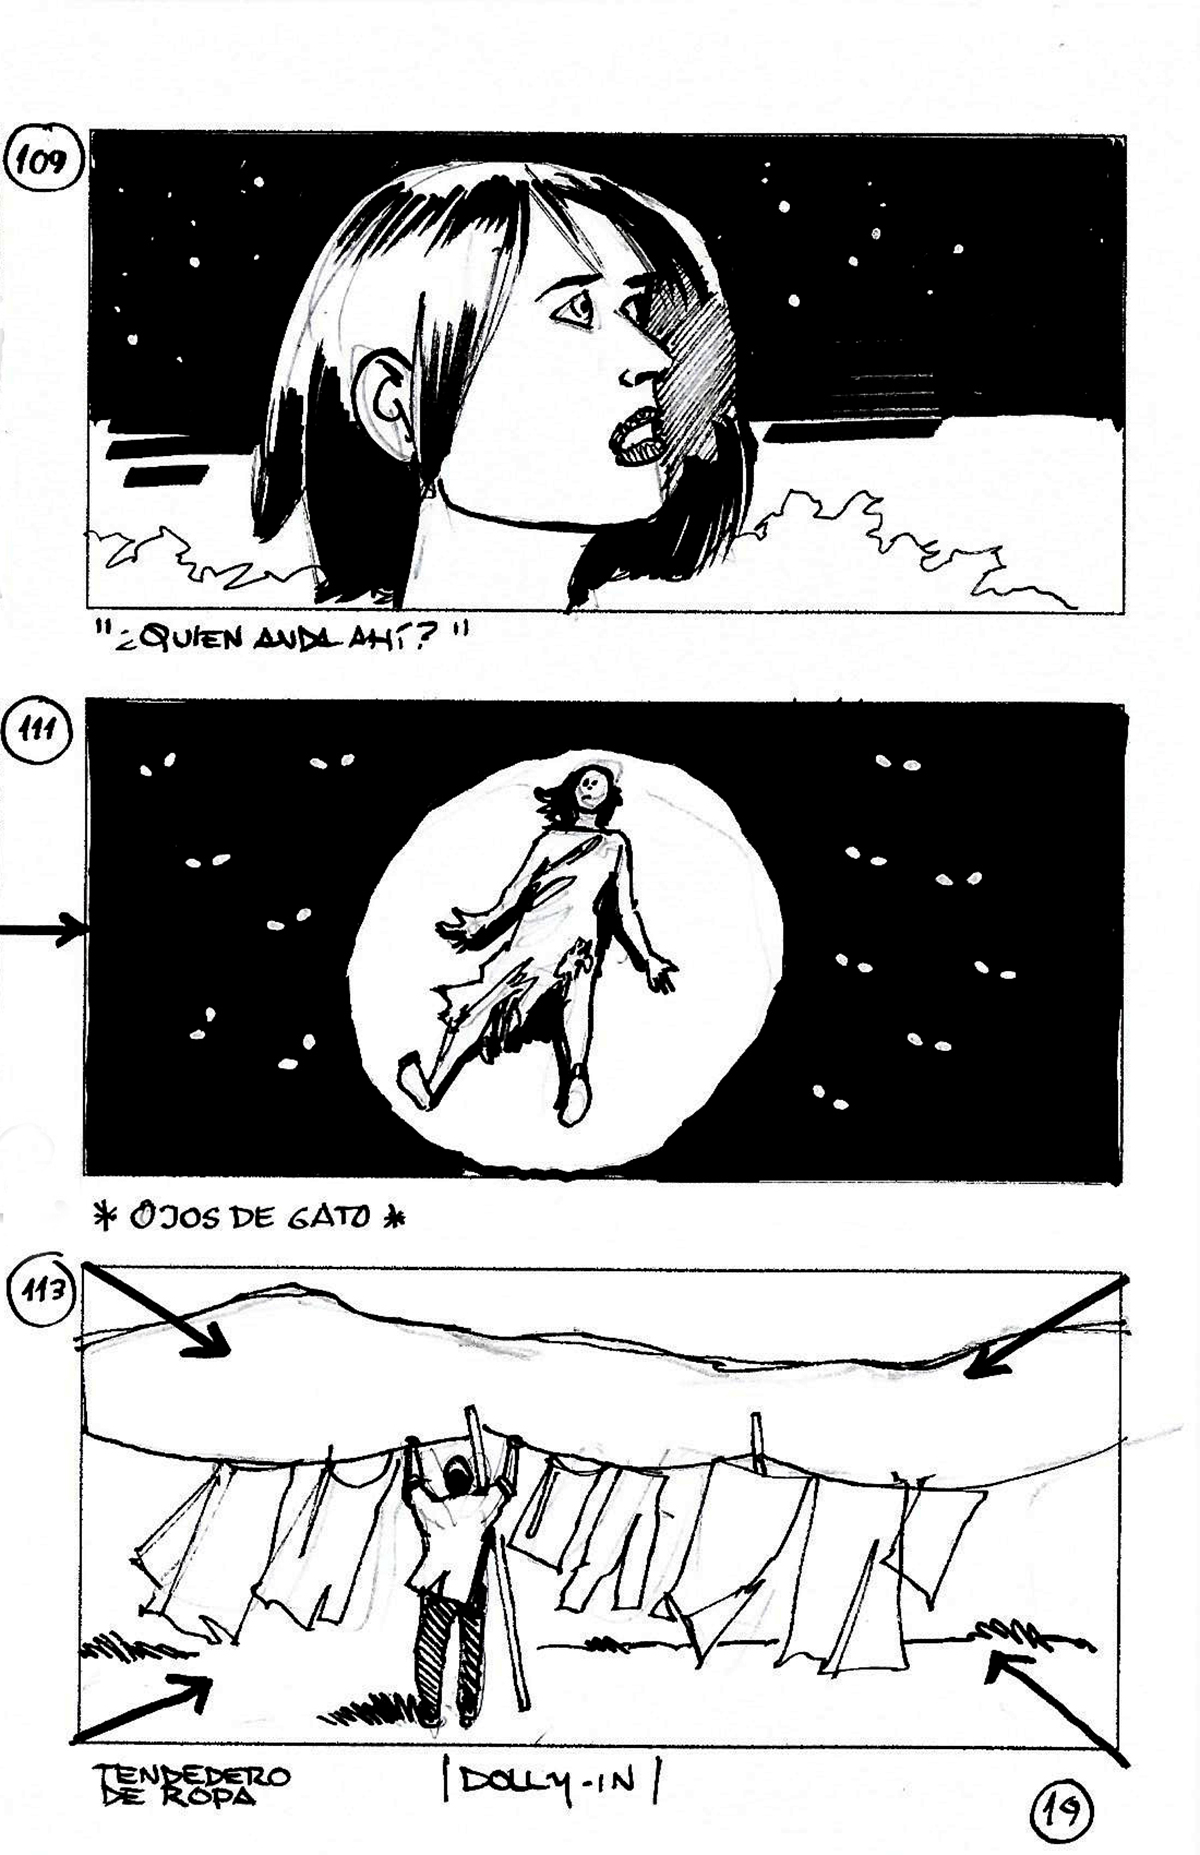 109
"¿QUIEN ANDA AHÍ?"
111
* OJOS DE GATO *
113
TENDEDERO
DE ROPA
|DOLLY-IN|
19